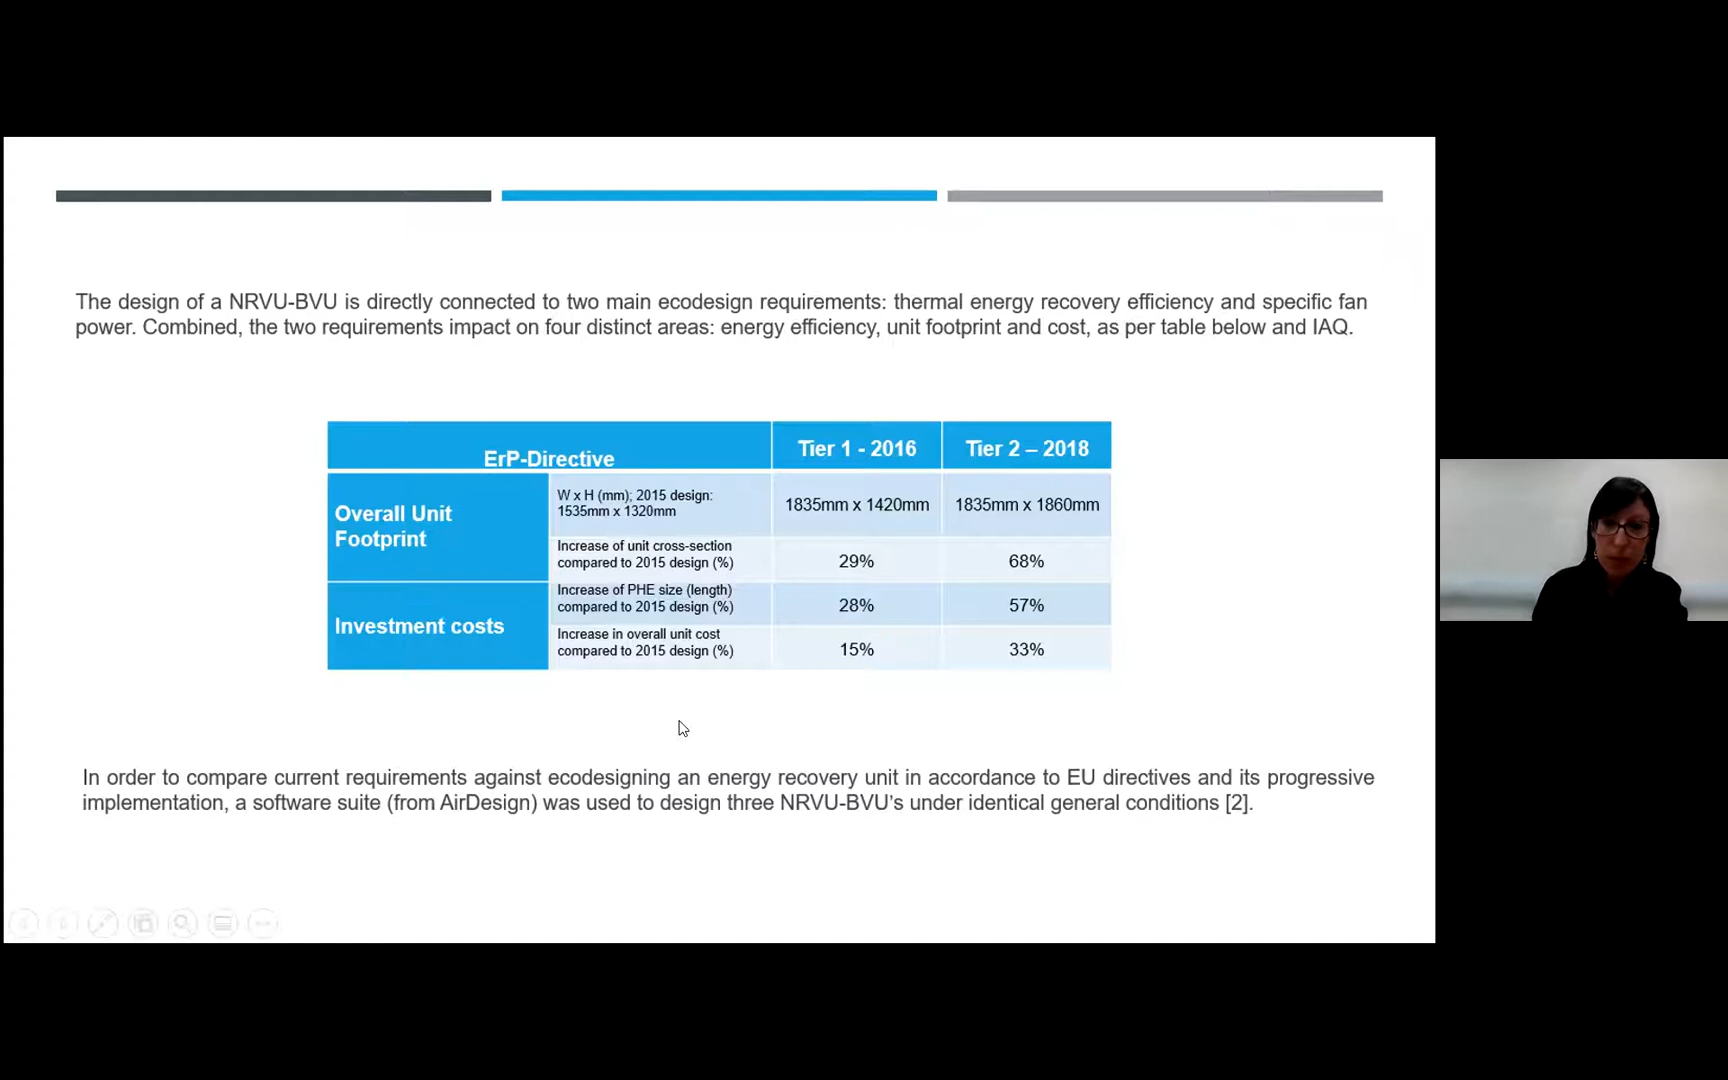 The design of a NRVU-BVU is directly connected to two main ecodesign requirements: thermal energy recovery efficiency and specific fan
power. Combined, the two requirements impact on four distinct areas: energy efficiency, unit footprint and cost, as per table below and IAQ.
ErP-Directive
Tier 1 - 2016
Tier 2 – 2018
Overall Unit
Footprint
W x H (mm); 2015 design:
1535mm x 1320mm
1835mm x 1420mm
1835mm x 1860mm
Increase of unit cross-section
compared to 2015 design (%)
29%
68%
Investment costs
Increase of PHE size (length)
compared to 2015 design (%)
28%
57%
Increase in overall unit cost
compared to 2015 design (%)
15%
33%
In order to compare current requirements against ecodesigning an energy recovery unit in accordance to EU directives and its progressive
implementation, a software suite (from AirDesign) was used to design three NRVU-BVU's under identical general conditions [2].